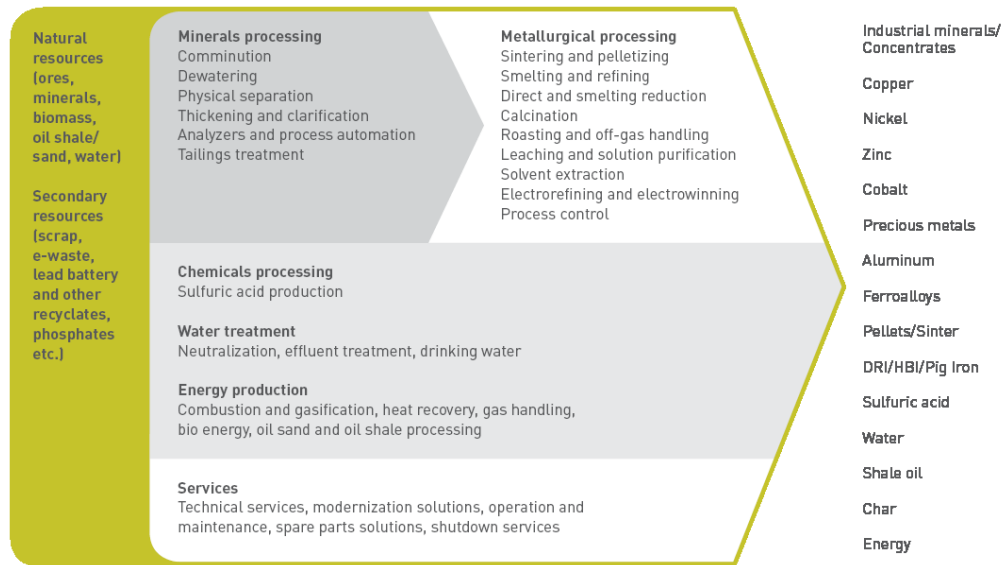 Natural
resources
(ores,
minerals,
biomass,
oil shale/
sand, water)
Secondary
resources
(scrap,
e-waste,
lead battery
and other
recyclates,
phosphates
etc.)
Minerals processing
Comminution
Dewatering
Physical separation
Thickening and clarification
Analyzers and process automation
Tailings treatment
Metallurgical processing
Sintering and pelletizing
Smelting and refining
Direct and smelting reduction
Calcination
Roasting and off-gas handling
Leaching and solution purification
Solvent extraction
Electrorefining and electrowinning
Process control
Chemicals processing
Sulfuric acid production
Water treatment
Neutralization, effluent treatment, drinking water
Energy production
Combustion and gasification, heat recovery, gas handling,
bio energy, oil sand and oil shale processing
Services
Technical services, modernization solutions, operation and
maintenance, spare parts solutions, shutdown services
Industrial minerals/
Concentrates
Copper
Nickel
Zinc
Cobalt
Precious metals
Aluminum
Ferroalloys
Pellets/Sinter
DRI/HBI/Pig Iron
Sulfuric acid
Water
Shale oil
Char
Energy